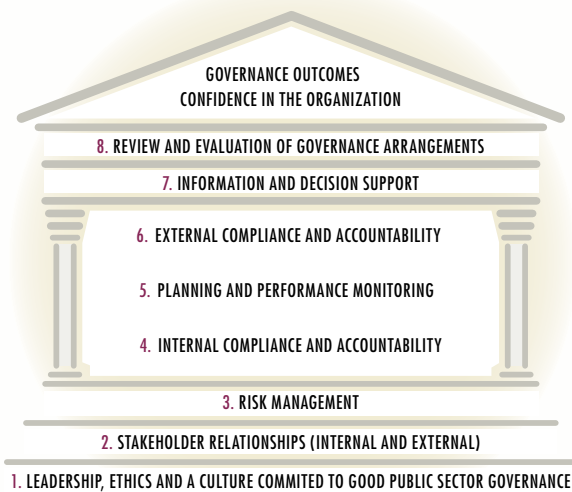 GOVERNANCE OUTCOMES
CONFIDENCE IN THE ORGANIZATION
8. REVIEW AND EVALUATION OF GOVERNANCE ARRANGEMENTS
7. INFORMATION AND DECISION SUPPORT
6. EXTERNAL COMPLIANCE AND ACCOUNTABILITY
5. PLANNING AND PERFORMANCE MONITORING
4. INTERNAL COMPLIANCE AND ACCOUNTABILITY
3. RISK MANAGEMENT
2. STAKEHOLDER RELATIONSHIPS (INTERNAL AND EXTERNAL)
1. LEADERSHIP, ETHICS AND A CULTURE COMMITED TO GOOD PUBLIC SECTOR GOVERNANCE